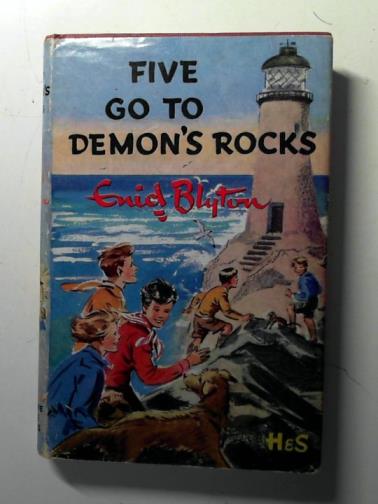 FIVE
GO TO
DEMON'S ROCKS
Enid Blyton
H&S